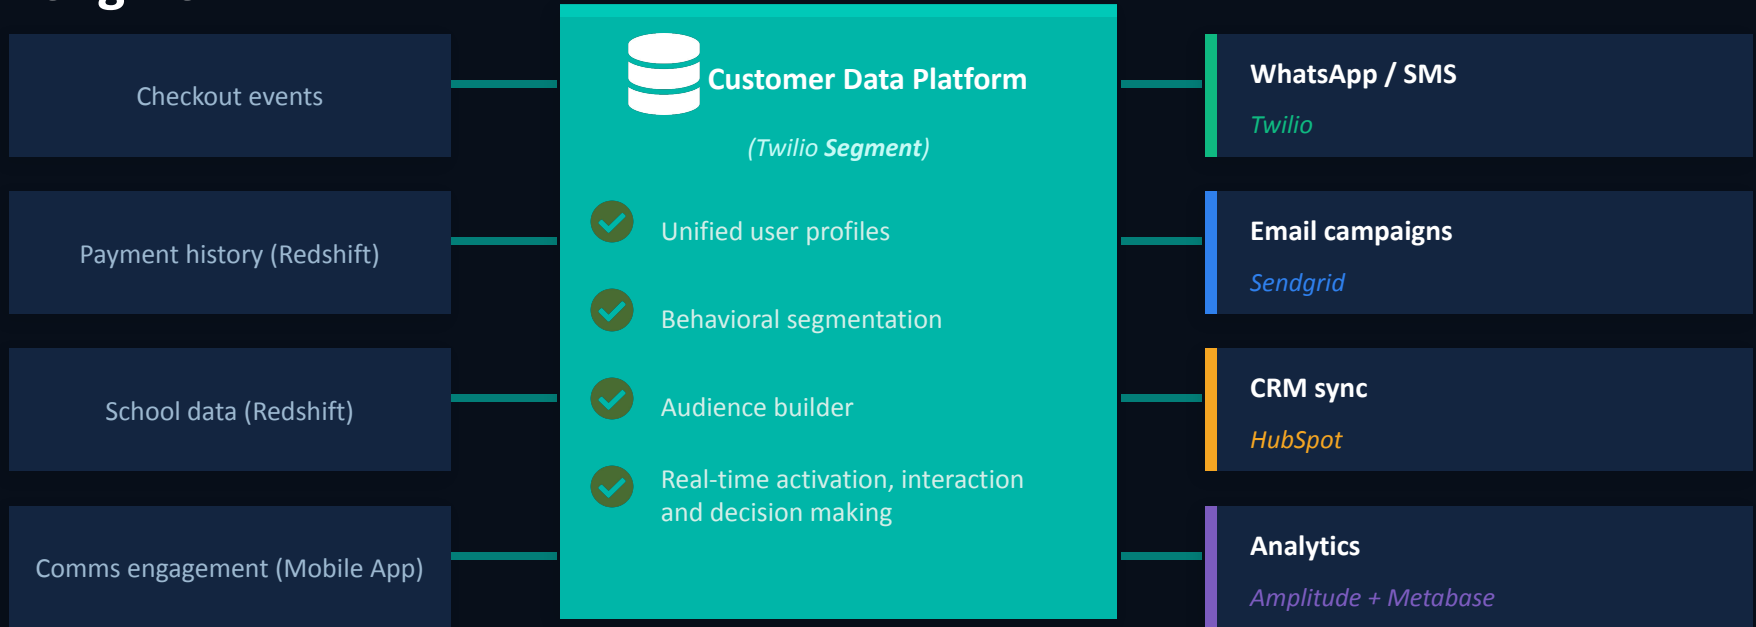 Checkout events
Payment history (Redshift)
School data (Redshift)
Comms engagement (Mobile App)
Customer Data Platform
(Twilio Segment)
Unified user profiles
Behavioral segmentation
Audience builder
Real-time activation, interaction
and decision making
WhatsApp / SMS
Twilio
Email campaigns
Sendgrid
CRM sync
HubSpot
Analytics
Amplitude + Metabase